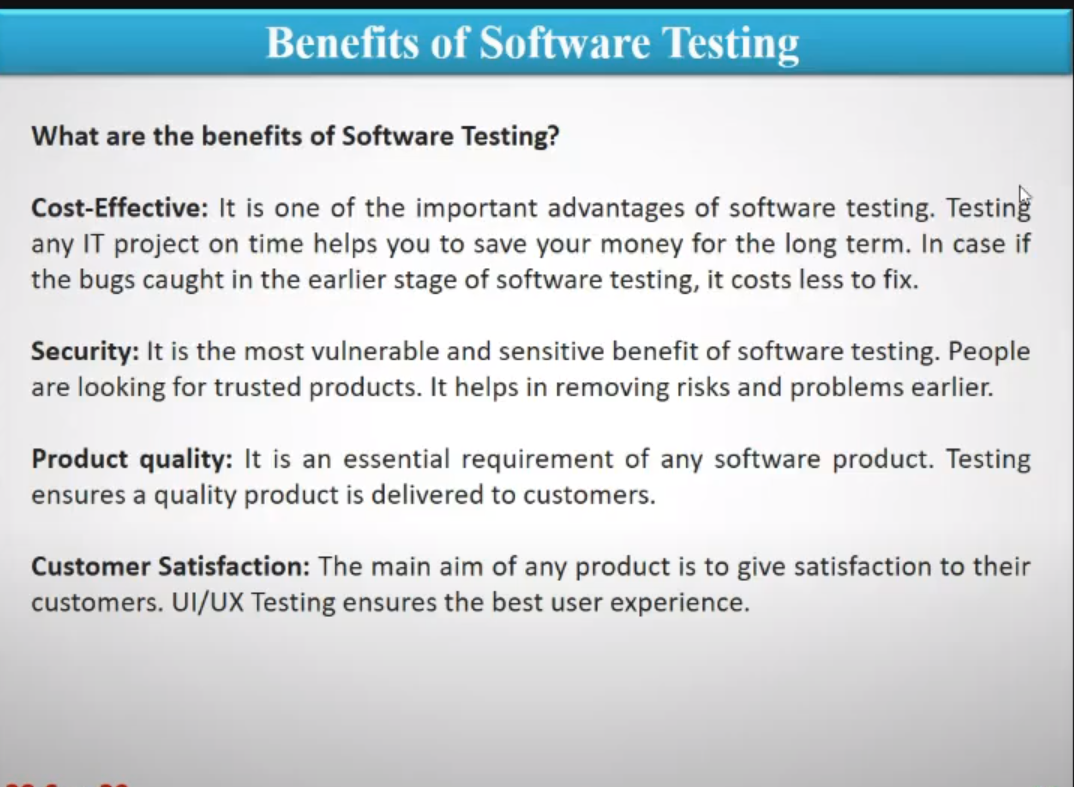 Benefits of Software Testing
What are the benefits of Software Testing?
Cost-Effective: It is one of the important advantages of software testing. Testing
any IT project on time helps you to save your money for the long term. In case if
the bugs caught in the earlier stage of software testing, it costs less to fix.
Security: It is the most vulnerable and sensitive benefit of software testing. People
are looking for trusted products. It helps in removing risks and problems earlier.
Product quality: It is an essential requirement of any software product. Testing
ensures a quality product is delivered to customers.
Customer Satisfaction: The main aim of any product is to give satisfaction to their
customers. UI/UX Testing ensures the best user experience.